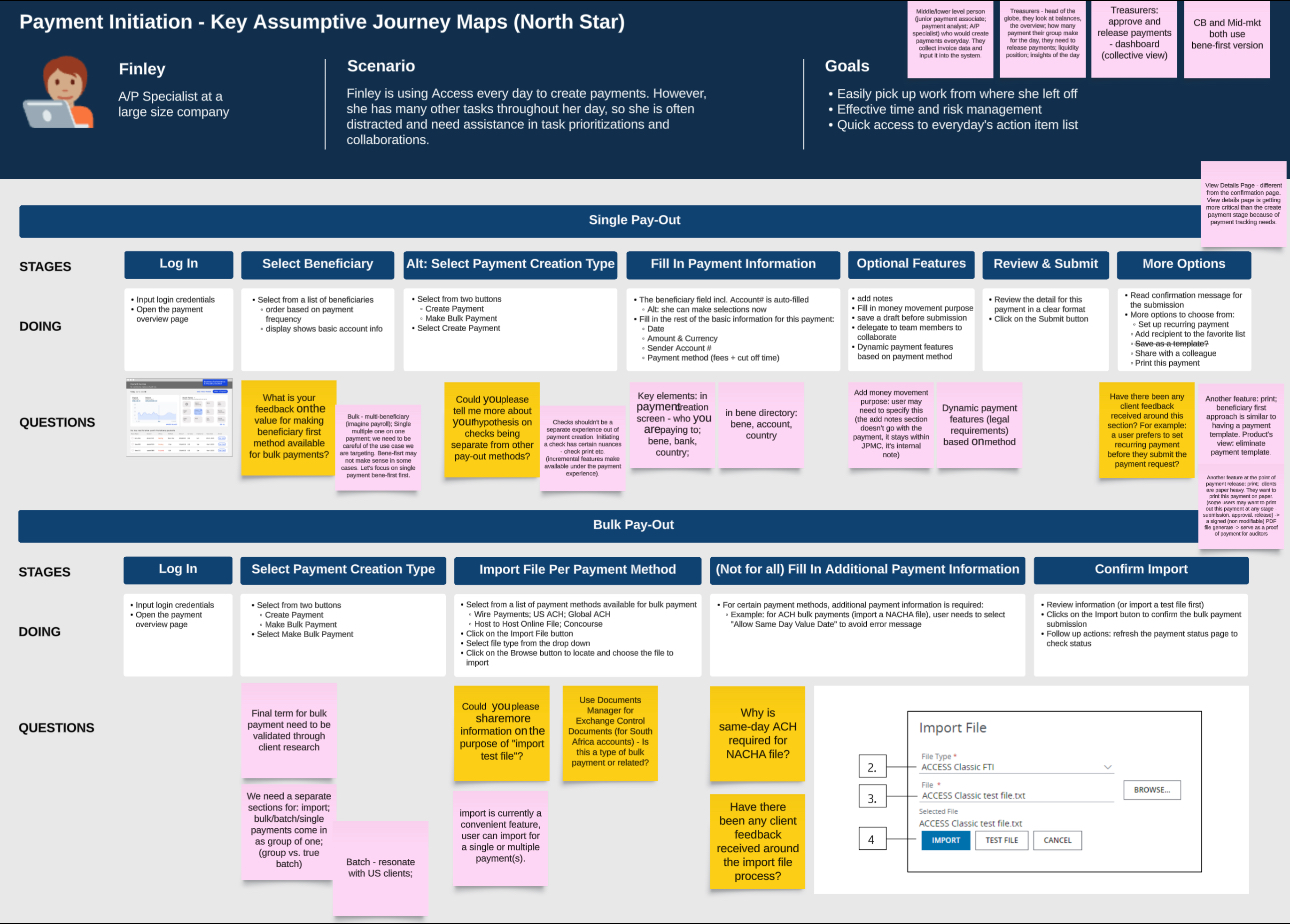 Payment Initiation - Key Assumptive Journey Maps (North Star)
Middle/lower level person
(junior payment associate;
payment analyst; A/P
specialist) who would create
payments everyday. They
collect invoice data and
input it into the system.
Treasurers - head of the
globe, they look at balances,
the overview; how many
payment their group make
for the day, they need to
release payments; liquidity
position; insights of the day
Treasurers:
approve and
release payments
- dashboard
(collective view)
CB and Mid-mkt
both use
bene-first version
Finley
A/P Specialist at a
large size company
Scenario
Finley is using Access every day to create payments. However,
she has many other tasks throughout her day, so she is often
distracted and need assistance in task prioritizations and
collaborations.
Goals
• Easily pick up work from where she left off
• Effective time and risk management
• Quick access to everyday's action item list
View Details Page - different
from the confirmation page.
View details page is getting
more critical than the create
payment stage because of
payment tracking needs.
Single Pay-Out
STAGES
Log In
Select Beneficiary
Alt: Select Payment Creation Type
Fill In Payment Information
Optional Features
Review & Submit
More Options
DOING
• Input login credentials
• Open the payment
overview page
• Select from a list of beneficiaries
◦ order based on payment
frequency
◦ display shows basic account info
• Select from two buttons
◦ Create Payment
◦ Make Bulk Payment
• Select Create Payment
• The beneficiary field incl. Account# is auto-filled
◦ Alt: she can make selections now
• Fill in the rest of the basic information for this payment:
◦ Date
◦ Amount & Currency
◦ Sender Account #
◦ Payment method (fees + cut off time)
• add notes
• Fill in money movement purpose
• save a draft before submission
• delegate to team members to
collaborate
• Dynamic payment features
based on payment method
• Review the detail for this
payment in a clear format
• Click on the Submit button
• Read confirmation message for
the submission
• More options to choose from:
◦ Set up recurring payment
◦ Add recipient to the favorite list
◦ Save as a template?
◦ Share with a colleague
◦ Print this payment
QUESTIONS
What is your
feedback on the
value for making
beneficiary first
method available
for bulk payments?
Bulk - multi-beneficiary
(imagine payroll); Single
multiple one on one
payment; we need to be
careful of the use case we
are targeting. Bene-fisrt may
not make sense in some
cases. Let's focus on single
payment bene-first first.
Could you please
tell me more about
your hypothesis on
checks being
separate from other
pay-out methods?
Checks shouldn't be a
separate experience out of
payment creation. Initiating
a check has certain nuances
- check print etc.
(incremental features make
available under the payment
experience).
Key elements: in
payment creation
screen - who you
are paying to;
bene, bank,
country;
in bene directory:
bene, account,
country
Add money movement
purpose: user may
need to specify this
(the add notes section
doesn't go with the
payment, it stays within
JPMC, it's internal
note)
Dynamic payment
features (legal
requirements)
based on method
Have there been any
client feedback
received around this
section? For example:
a user prefers to set
recurring payment
before they submit the
payment request?
Another feature: print;
beneficiary first
approach is similar to
having a payment
template. Product's
view: eliminate
payment template
Another feature at the point of
payment release: print; clients
are paper heavy. They want to
print this payment on paper.
(some users may want to print
out this payment at any stage -
submission, approval, release) ->
a signed (non modifiable) PDF
file generate -> serve as a proof
of payment for auditors
Bulk Pay-Out
STAGES
Log In
Select Payment Creation Type
Import File Per Payment Method
(Not for all) Fill In Additional Payment Information
Confirm Import
DOING
• Input login credentials
• Open the payment
overview page
• Select from two buttons
◦ Create Payment
◦ Make Bulk Payment
• Select Make Bulk Payment
• Select from a list of payment methods available for bulk payment
◦ Wire Payments; US ACH; Global ACH
◦ Host to Host Online File; Concourse
• Click on the Import File button
• Select file type from the drop down
• Click on the Browse button to locate and choose the file to
import
• For certain payment methods, additional payment information is required:
◦ Example: for ACH bulk payments (import a NACHA file), user needs to select
"Allow Same Day Value Date" to avoid error message
• Review information (or import a test file first)
• Clicks on the Import buton to confirm the bulk payment
submission
• Follow up actions: refresh the payment status page to
check status
QUESTIONS
Final term for bulk
payment need to be
validated through
client research
We need a separate
sections for: import;
bulk/batch/single
payments come in
as group of one;
(group vs. true
batch)
Batch - resonate
with US clients;
Could you please
share more
information on the
purpose of "import
test file"?
Use Documents
Manager for
Exchange Control
Documents (for South
Africa accounts) - Is
this a type of bulk
payment or related?
import is currently a
convenient feature,
user can import for
a single or multiple
payment(s).
Why is
same-day ACH
required for
NACHA file?
Have there
been any client
feedback
received around
the import file
process?
Import File
File Type *
2.
ACCESS Classic FTI
File *
3.
ACCESS Classic test file.txt
BROWSE...
Selected File
ACCESS Classic test file.txt
4
IMPORT
TEST FILE
CANCEL